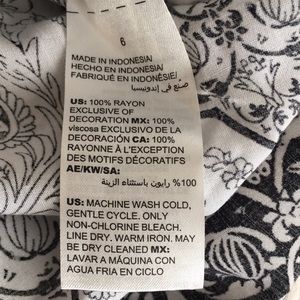 6
MADE IN INDONESIA/
HECHO EN INDONESIA/
FABRIQUÉ EN INDONÉSIE/
صنع في إندونيسيا
US: 100% RAYON
EXCLUSIVE OF
DECORATION MX: 100%
viscosa EXCLUSIVO DE LA
DECORACIÓN CA: 100%
RAYONNE À L'EXCEPTION
DES MOTIFS DÉCORATIFS
AE/KW/SA:
100% رايون باستثناء الزينة
US: MACHINE WASH COLD,
GENTLE CYCLE. ONLY
NON-CHLORINE BLEACH.
LINE DRY. WARM IRON. MAY
BE DRY CLEANED MX:
LAVAR A MÁQUINA CON
AGUA FRIA EN CICLO